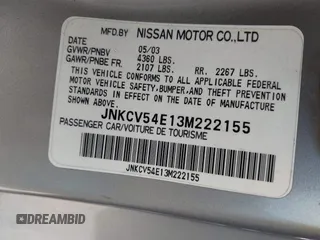 MFD.BY NISSAN MOTOR CO.,LTD
05/03
GVWR/PNBV 4360 LBS.
GAWR/PNBE FR. 2107 LBS. RR. 2267 LBS.
THIS VEHICLE CONFORMS TO ALL APPLICABLE
FEDERAL MOTOR VEHICLE
SAFETY, BUMPER, AND THEFT PREVENTION
STANDARDS IN EFFECT ON THE DATE OF
MANUFACTURE SHOWN ABOVE.
JNKCV54E13M222155
PASSENGER CAR/VOITURE DE TOURISME
JNKCV54E13M222155
DREAMBID